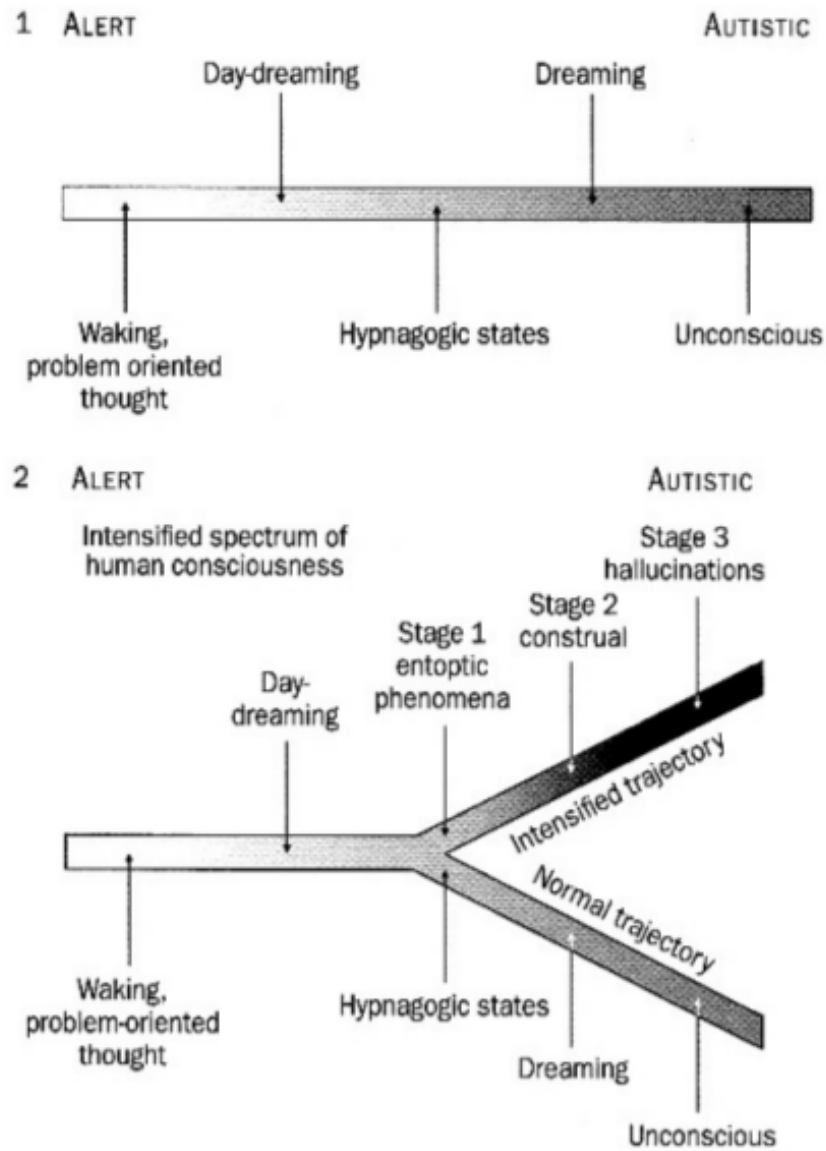 1 ALERT AUTISTIC
Day-dreaming Dreaming
Waking,
problem oriented
thought
Hypnagogic states
Unconscious
2 ALERT AUTISTIC
Intensified spectrum of
human consciousness
Stage 3
hallucinations
Stage 2
construal
Stage 1
entoptic
phenomena
Day-
dreaming
Intensified trajectory
Normal trajectory
Waking,
problem-oriented
thought
Hypnagogic states
Dreaming
Unconscious